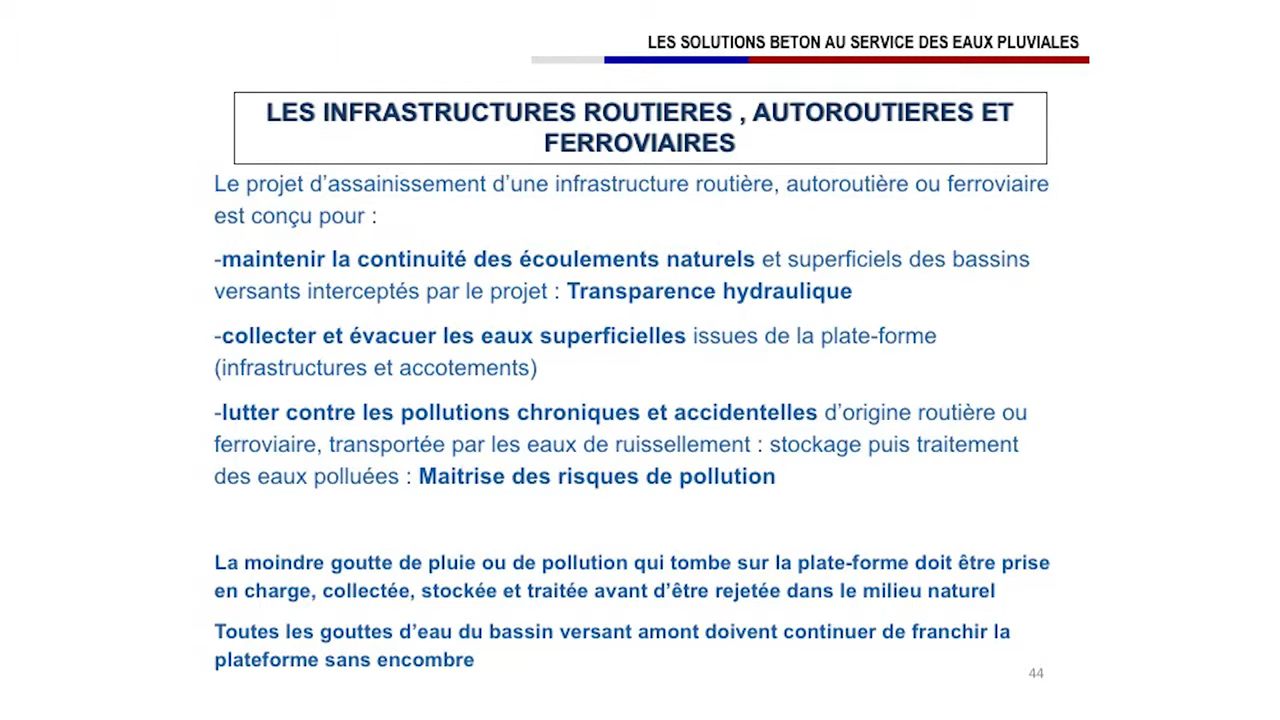 LES SOLUTIONS BETON AU SERVICE DES EAUX PLUVIALES
LES INFRASTRUCTURES ROUTIERES , AUTOROUTIERES ET
FERROVIAIRES
Le projet d’assainissement d’une infrastructure routière, autoroutière ou ferroviaire
est conçu pour :
-maintenir la continuité des écoulements naturels et superficiels des bassins
versants interceptés par le projet : Transparence hydraulique
-collecter et évacuer les eaux superficielles issues de la plate-forme
(infrastructures et accotements)
-lutter contre les pollutions chroniques et accidentelles d’origine routière ou
ferroviaire, transportée par les eaux de ruissellement : stockage puis traitement
des eaux polluées : Maitrise des risques de pollution
La moindre goutte de pluie ou de pollution qui tombe sur la plate-forme doit être prise
en charge, collectée, stockée et traitée avant d’être rejetée dans le milieu naturel
Toutes les gouttes d’eau du bassin versant amont doivent continuer de franchir la
plateforme sans encombre
44